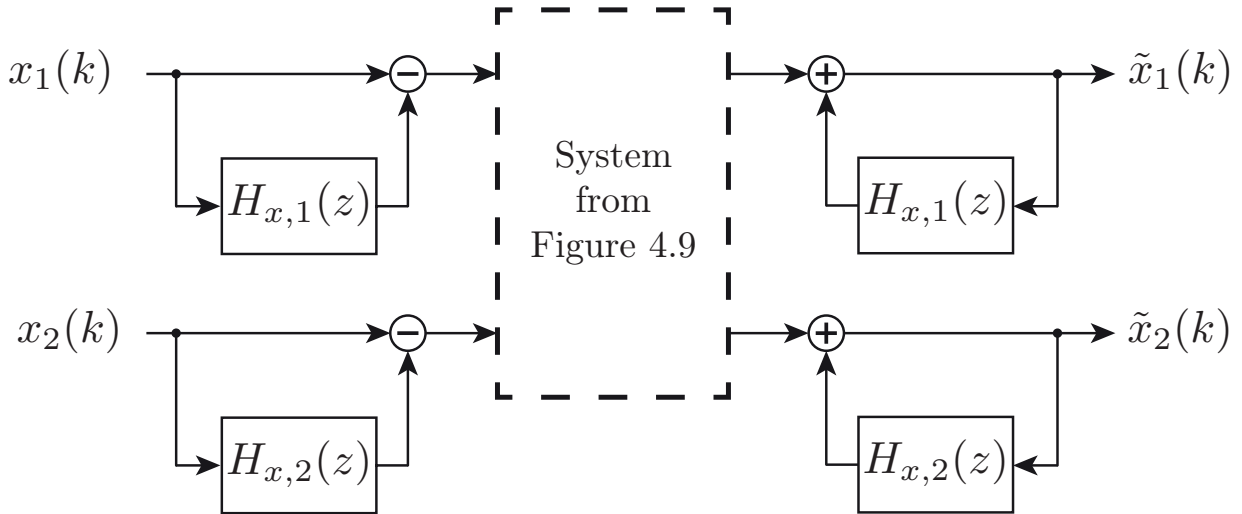 x₁(k)
−
+
x̃₁(k)
Hₓ,₁(z)
System
from
Figure 4.9
Hₓ,₁(z)
x₂(k)
−
+
x̃₂(k)
Hₓ,₂(z)
Hₓ,₂(z)